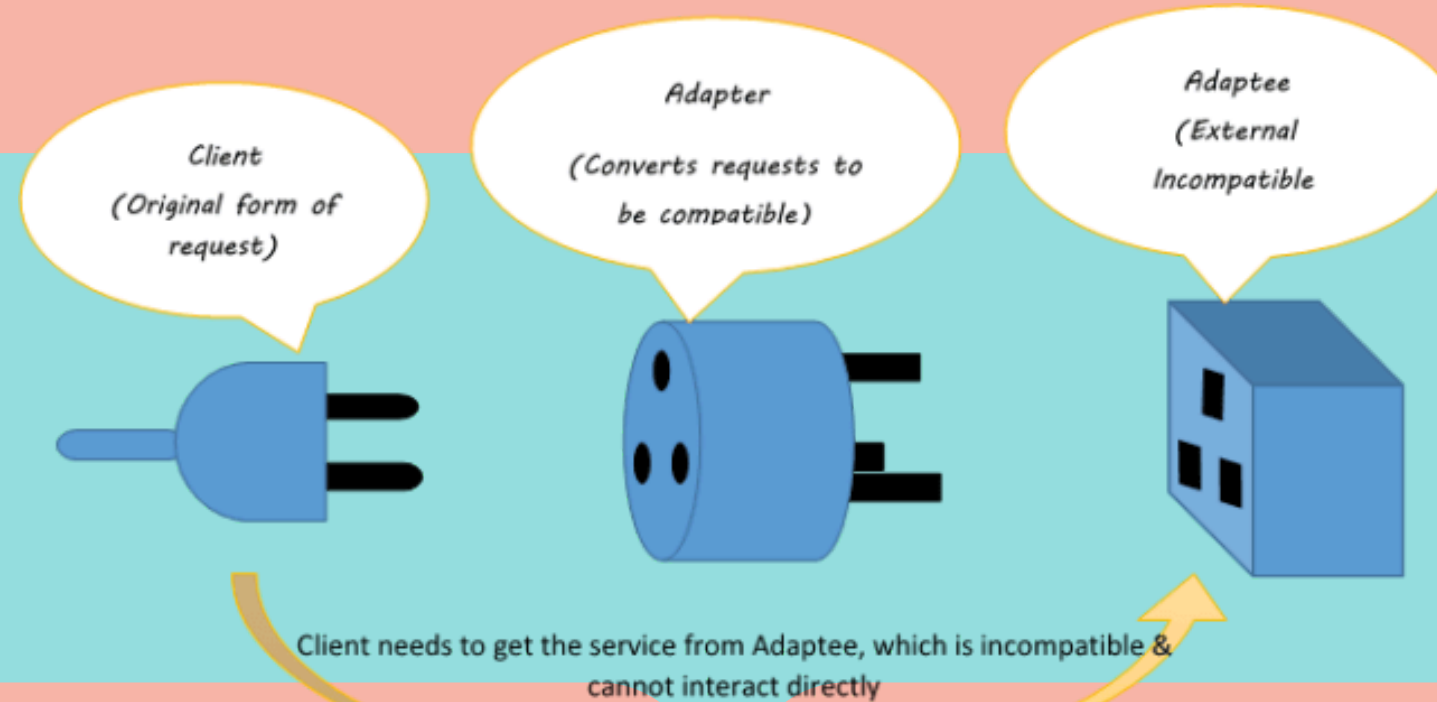 Client
(Original form of
request)
Adapter
(Converts requests to
be compatible)
Adaptee
(External
Incompatible
Client needs to get the service from Adaptee, which is incompatible &
cannot interact directly